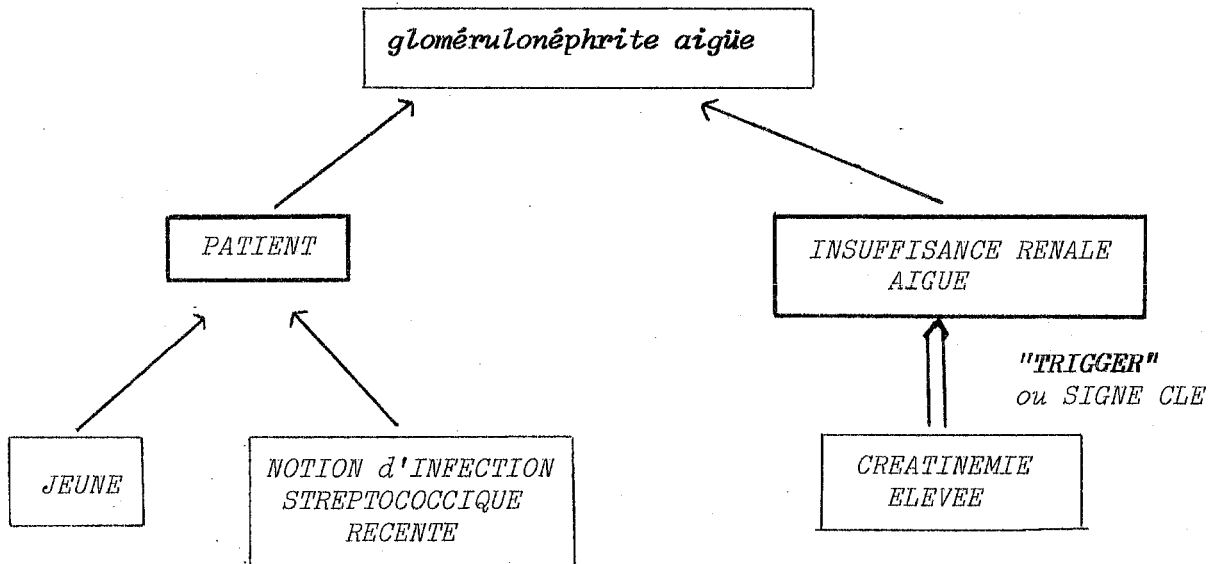 glomérulonéphrite aigüe
PATIENT
INSUFFISANCE RENALE
AIGUE
"TRIGGER"
ou SIGNE CLE
JEUNE
NOTION d'INFECTION
STREPTOCOCCIQUE
RECENTE
CREATINEMIE
ELEVEE